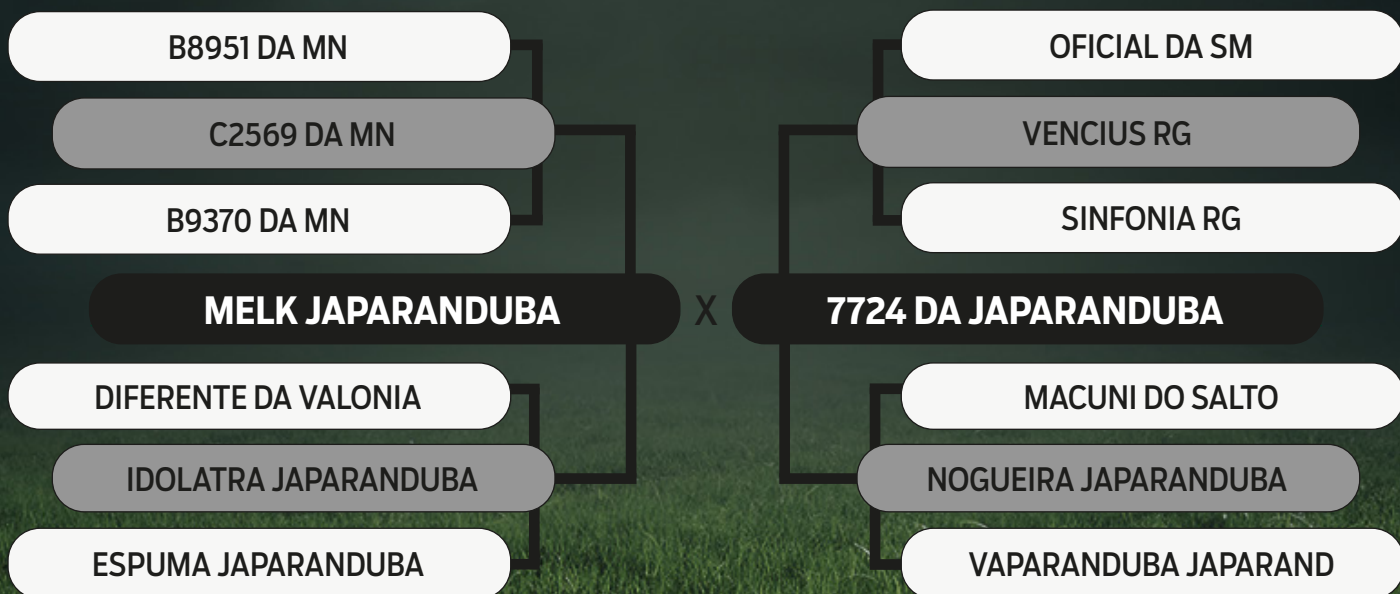 B8951 DA MN
C2569 DA MN
B9370 DA MN
MELK JAPARANDUBA
DIFERENTE DA VALONIA
IDOLATRA JAPARANDUBA
ESPUMA JAPARANDUBA
X
OFICIAL DA SM
VENCIUS RG
SINFONIA RG
7724 DA JAPARANDUBA
MACUNI DO SALTO
NOGUEIRA JAPARANDUBA
VAPARANDUBA JAPARAND